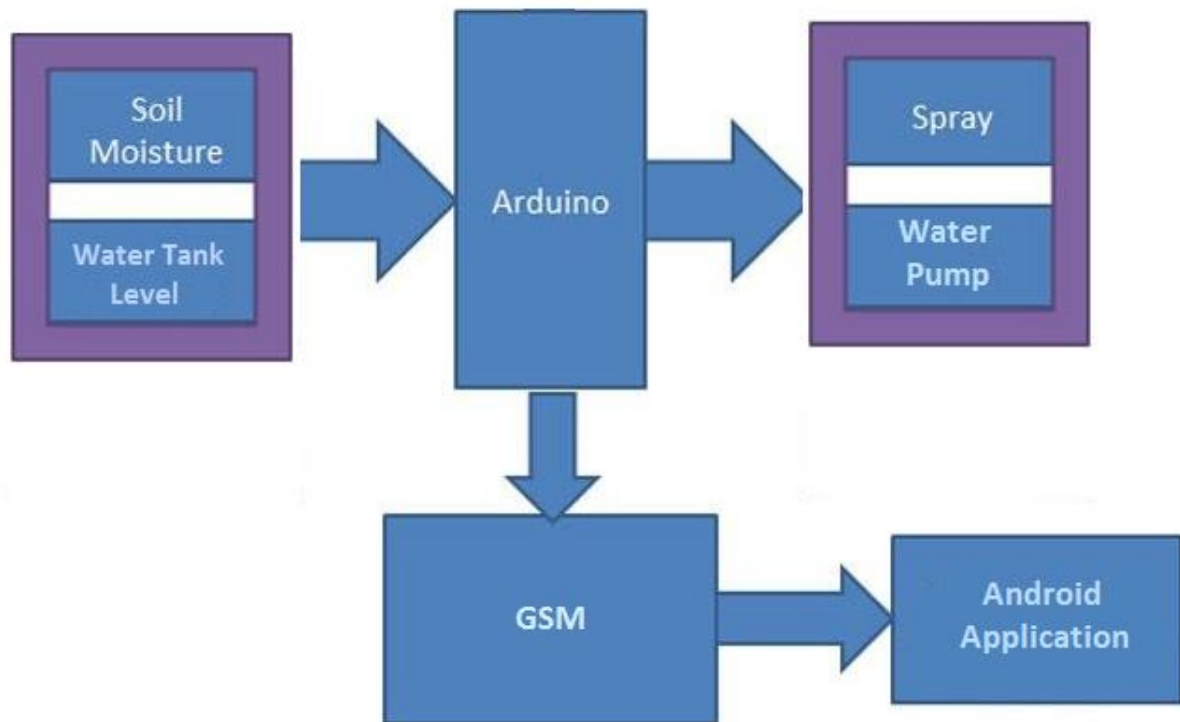 Soil
Moisture
Water Tank
Level
Arduino
Spray
Water
Pump
GSM
Android
Application